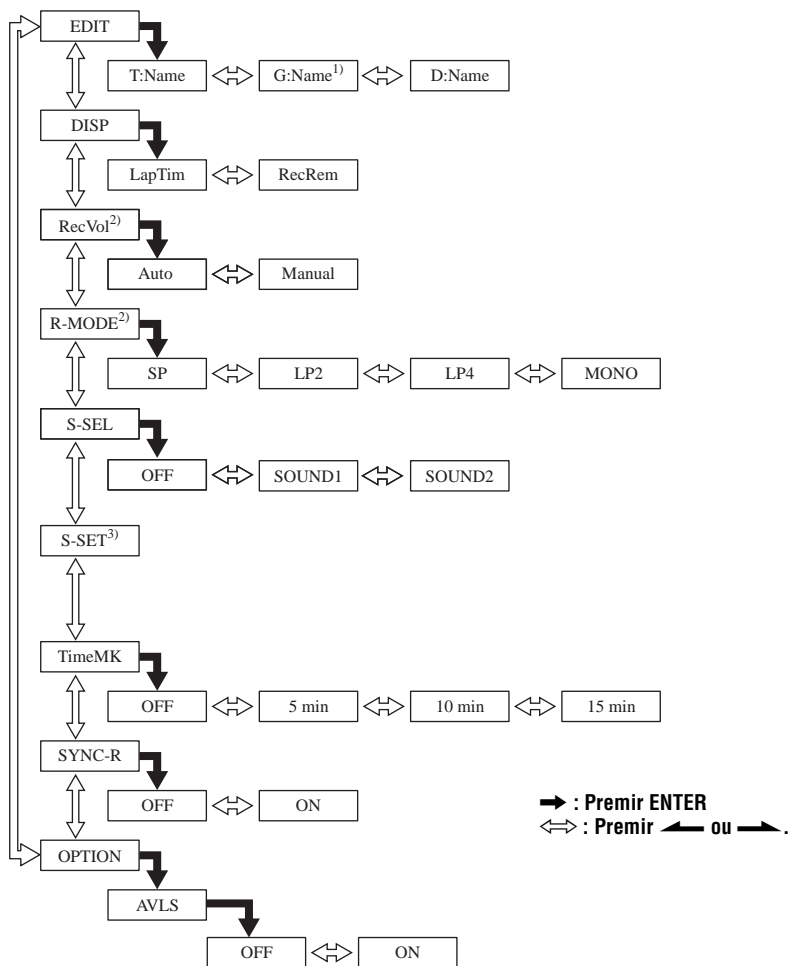 EDIT
T:Name G:Name1) D:Name
DISP
LapTim RecRem
RecVol2)
Auto Manual
R-MODE2)
SP LP2 LP4 MONO
S-SEL
OFF SOUND1 SOUND2
S-SET3)
TimeMK
OFF 5 min 10 min 15 min
SYNC-R
OFF ON
: Premir ENTER
: Premir ou .
OPTION
AVLS
OFF ON